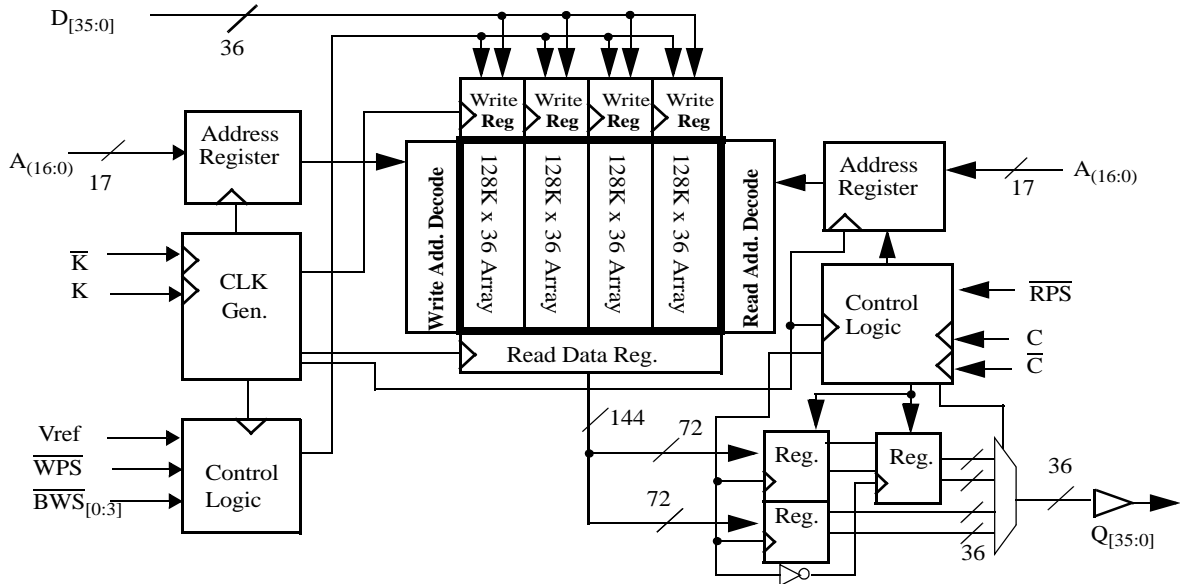 D[35:0]
36
Write Reg
Write Reg
Write Reg
Write Reg
Address
Register
A(16:0)
17
Write Add. Decode
128K x 36 Array
128K x 36 Array
128K x 36 Array
128K x 36 Array
Read Add. Decode
Address
Register
17
A(16:0)
K̅
K
CLK
Gen.
Control
Logic
R̅P̅S̅
C
C̅
Read Data Reg.
144
72
Vref
W̅P̅S̅
B̅W̅S̅[0:3]
Control
Logic
Reg.
Reg.
72
Reg.
36
36
Q[35:0]